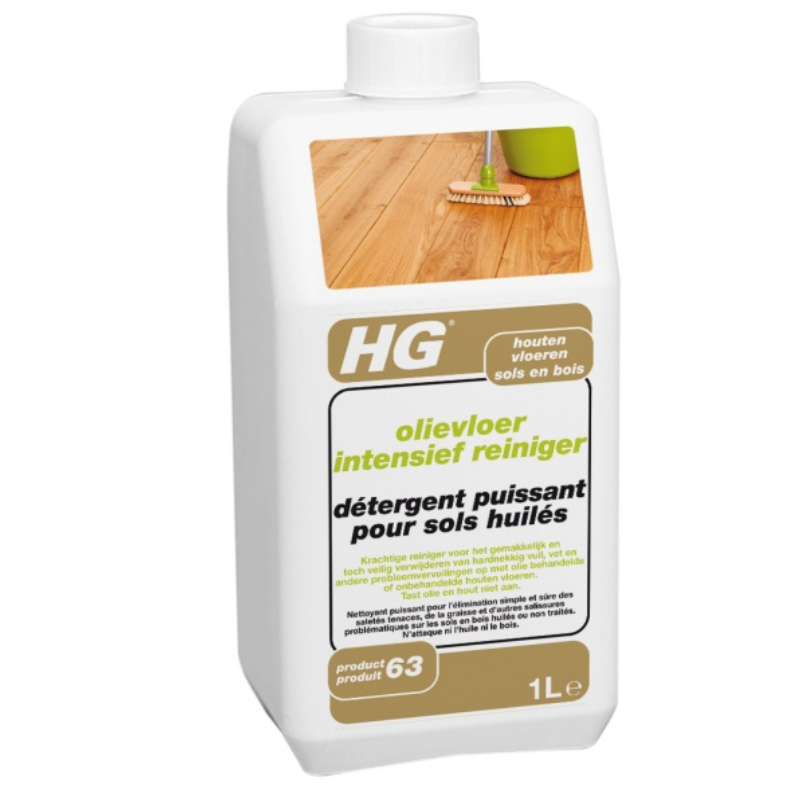 HG®
houten
vloeren
sols en bois
olievloer
intensief reiniger
détergent puissant
pour sols huilés
Krachtige reiniger voor het gemakkelijk en
toch veilig verwijderen van hardnekkig vuil, vet en
andere probleemvervuilingen op met olie behandelde
of onbehandelde houten vloeren.
Tast olie en hout niet aan.
Nettoyant puissant pour l'élimination simple et sûre des
saletés tenaces, de la graisse et d'autres salissures
problématiques sur les sols en bois huilés ou non traités.
N'attaque ni l'huile ni le bois.
product
produit 63
1L ℮